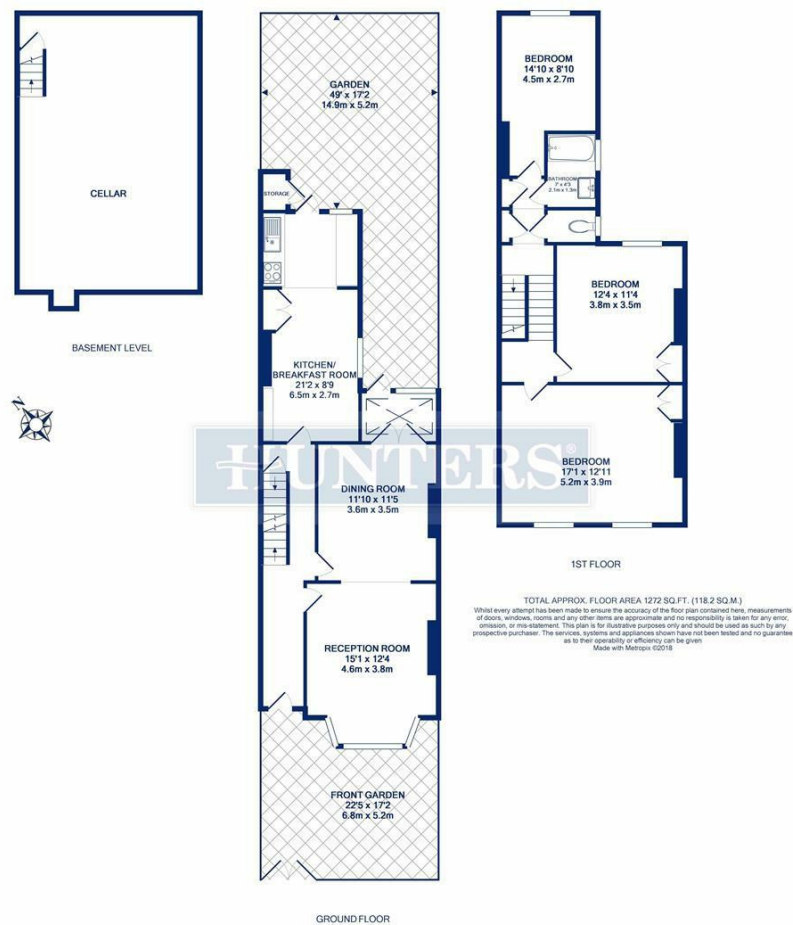 CELLAR
BASEMENT LEVEL
N
GARDEN
49' x 17'2
14.9m x 5.2m
STORAGE
KITCHEN/
BREAKFAST ROOM
21'2 x 8'9
6.5m x 2.7m
HUNTERS®
DINING ROOM
11'10 x 11'5
3.6m x 3.5m
RECEPTION ROOM
15'1 x 12'4
4.6m x 3.8m
FRONT GARDEN
22'5 x 17'2
6.8m x 5.2m
GROUND FLOOR
BEDROOM
14'10 x 8'10
4.5m x 2.7m
BATHROOM
7' x 4'3
2.1m x 1.3m
BEDROOM
12'4 x 11'4
3.8m x 3.5m
BEDROOM
17'1 x 12'11
5.2m x 3.9m
1ST FLOOR
TOTAL APPROX. FLOOR AREA 1272 SQ.FT. (118.2 SQ.M.)
Whilst every attempt has been made to ensure the accuracy of the floor plan contained here, measurements
of doors, windows, rooms and any other items are approximate and no responsibility is taken for any error,
omission, or mis-statement. This plan is for illustrative purposes only and should be used as such by any
prospective purchaser. The services, systems and appliances shown have not been tested and no guarantee
as to their operability or efficiency can be given
Made with Metropix ©2018